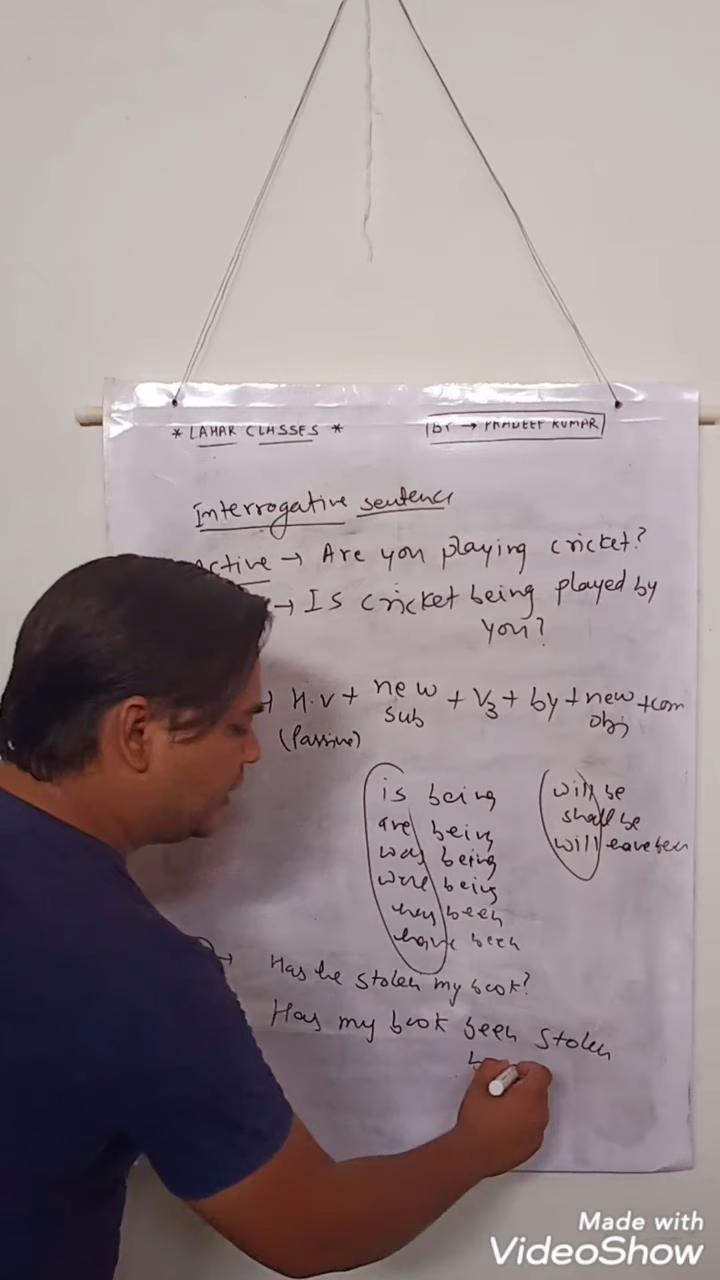 * LAHAR CLASSES *
BY → PRADEEP KUMAR
Interrogative sentence
Active → Are you playing cricket?
→ Is cricket being played by
you?
H.V + new + V3 + by + new + com
sub obj
(Passive)
is being
are being
was being
were being
has been
have been
will be
shall be
will
→ Has he stolen my book?
Has my book been stolen
Made with
VideoShow